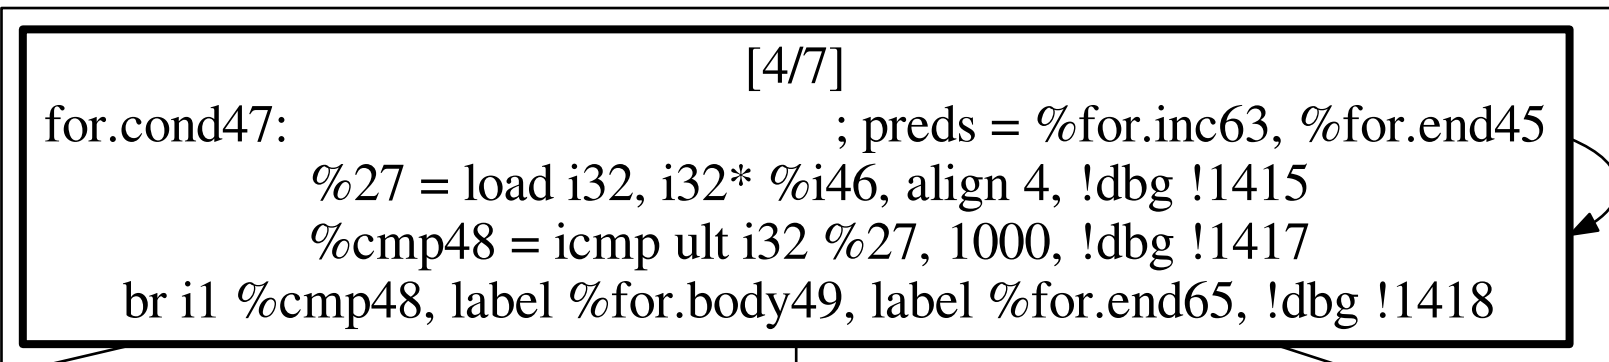 [4/7]
for.cond47: ; preds = %for.inc63, %for.end45
%27 = load i32, i32* %i46, align 4, !dbg !1415
%cmp48 = icmp ult i32 %27, 1000, !dbg !1417
br i1 %cmp48, label %for.body49, label %for.end65, !dbg !1418